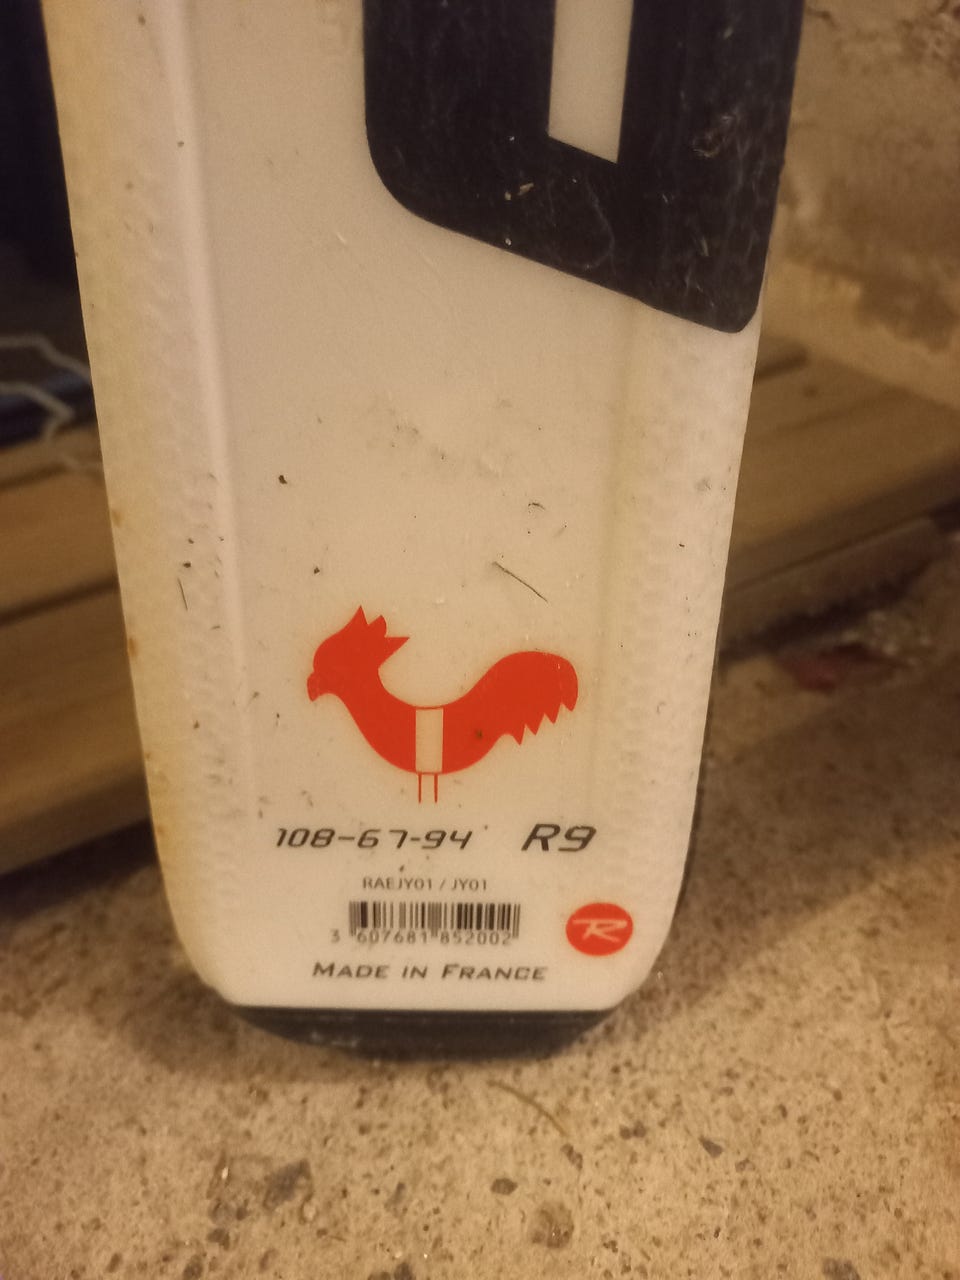 108-67-94 R9
RAEJY01 / JY01
3 607681 852002
R
MADE IN FRANCE